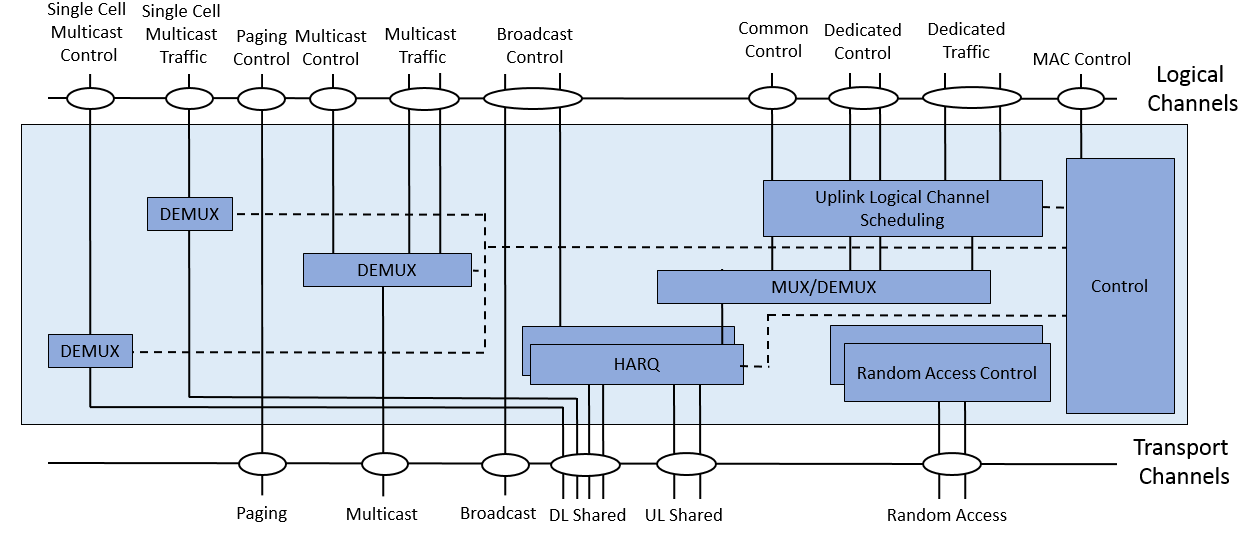 Single Cell
Multicast
Control
Single Cell
Multicast
Traffic
Paging
Control
Multicast
Control
Multicast
Traffic
Broadcast
Control
Common
Control
Dedicated
Control
Dedicated
Traffic
MAC Control
Logical
Channels
DEMUX
Uplink Logical Channel
Scheduling
DEMUX
MUX/DEMUX
Control
DEMUX
HARQ
Random Access Control
Transport
Channels
Paging
Multicast
Broadcast
DL Shared
UL Shared
Random Access